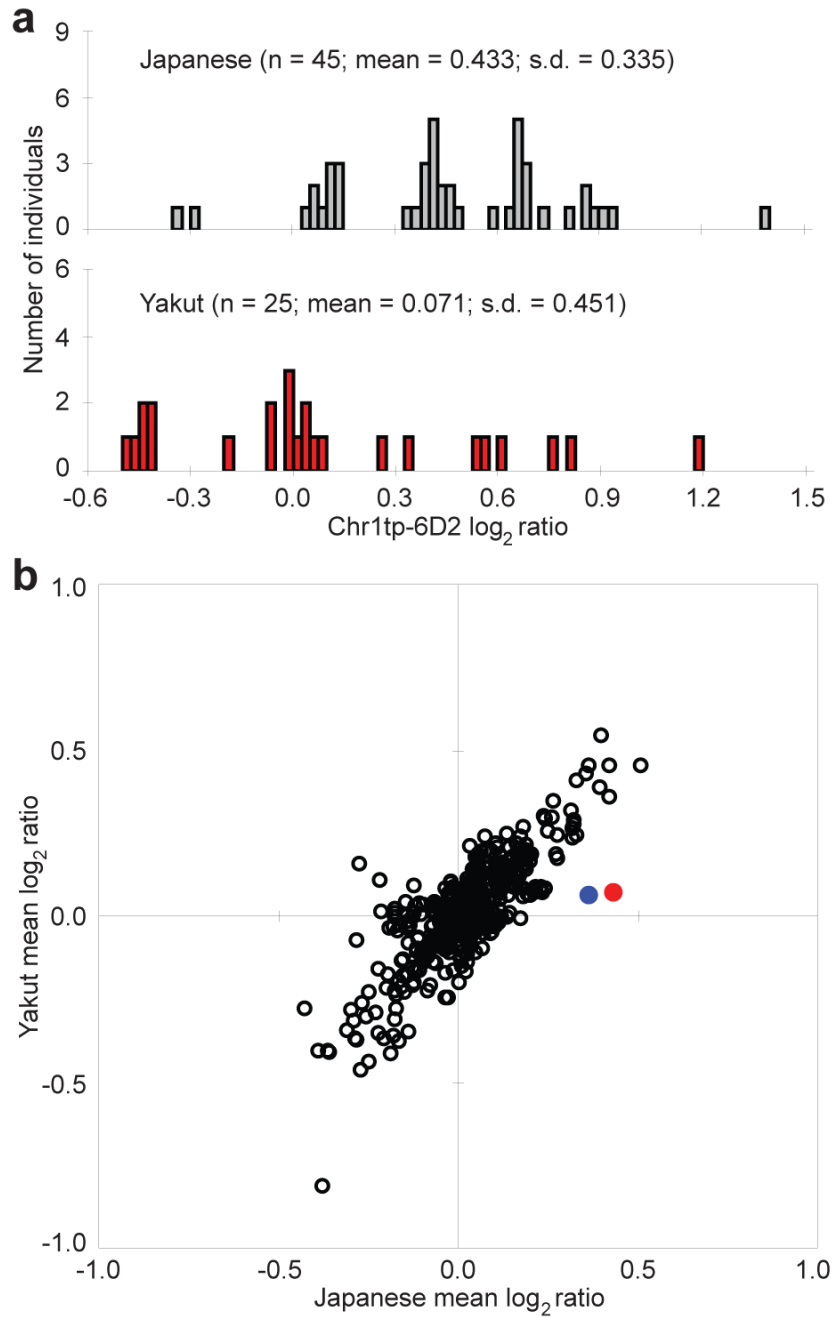 a
Number of individuals
9
6
3
0
Japanese (n = 45; mean = 0.433; s.d. = 0.335)
6
4
2
0
Yakut (n = 25; mean = 0.071; s.d. = 0.451)
-0.6 -0.3 0.0 0.3 0.6 0.9 1.2 1.5
Chr1tp-6D2 log2 ratio
b
Yakut mean log2 ratio
1.0
0.5
0.0
-0.5
-1.0
-1.0 -0.5 0.0 0.5 1.0
Japanese mean log2 ratio